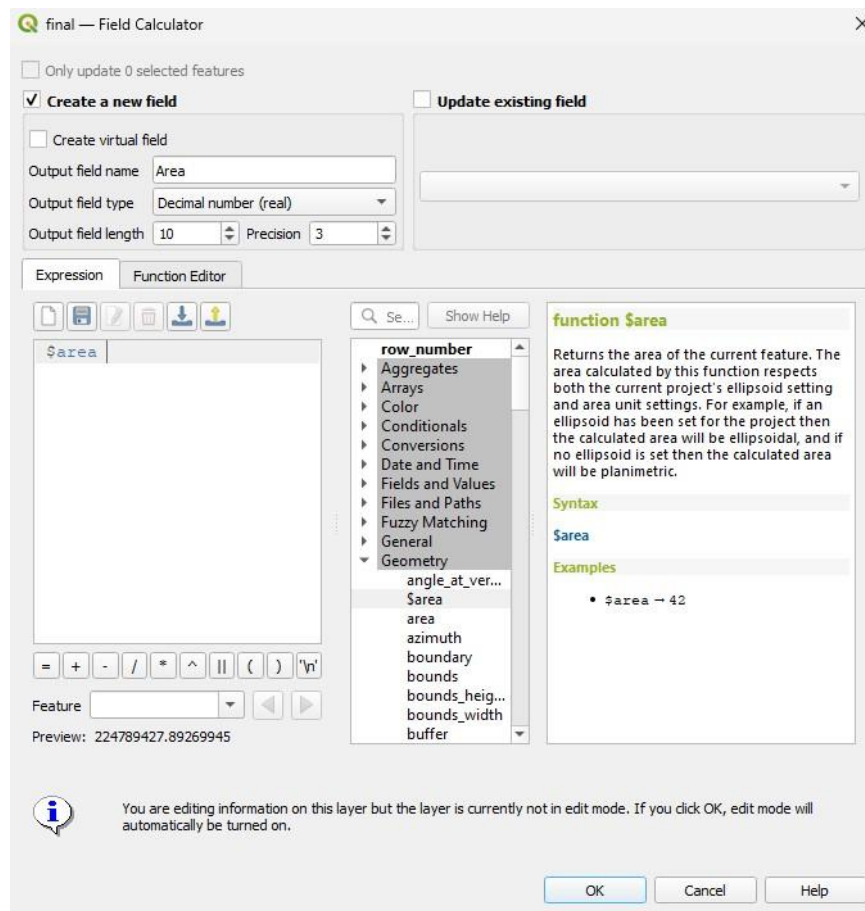 final — Field Calculator
Only update 0 selected features
Create a new field
Update existing field
Create virtual field
Output field name Area
Output field type Decimal number (real)
Output field length 10 Precision 3
Expression Function Editor
Se... Show Help
$area
row_number
Aggregates
Arrays
Color
Conditionals
Conversions
Date and Time
Fields and Values
Files and Paths
Fuzzy Matching
General
Geometry
angle_at_ver...
$area
area
azimuth
boundary
bounds
bounds_heig...
bounds_width
buffer
function $area
Returns the area of the current feature. The
area calculated by this function respects
both the current project's ellipsoid setting
and area unit settings. For example, if an
ellipsoid has been set for the project then
the calculated area will be ellipsoidal, and if
no ellipsoid is set then the calculated area
will be planimetric.
Syntax
$area
Examples
• $area → 42
= + - / * ^ || ( ) '\n'
Feature
Preview: 224789427.89269945
You are editing information on this layer but the layer is currently not in edit mode. If you click OK, edit mode will
automatically be turned on.
OK Cancel Help